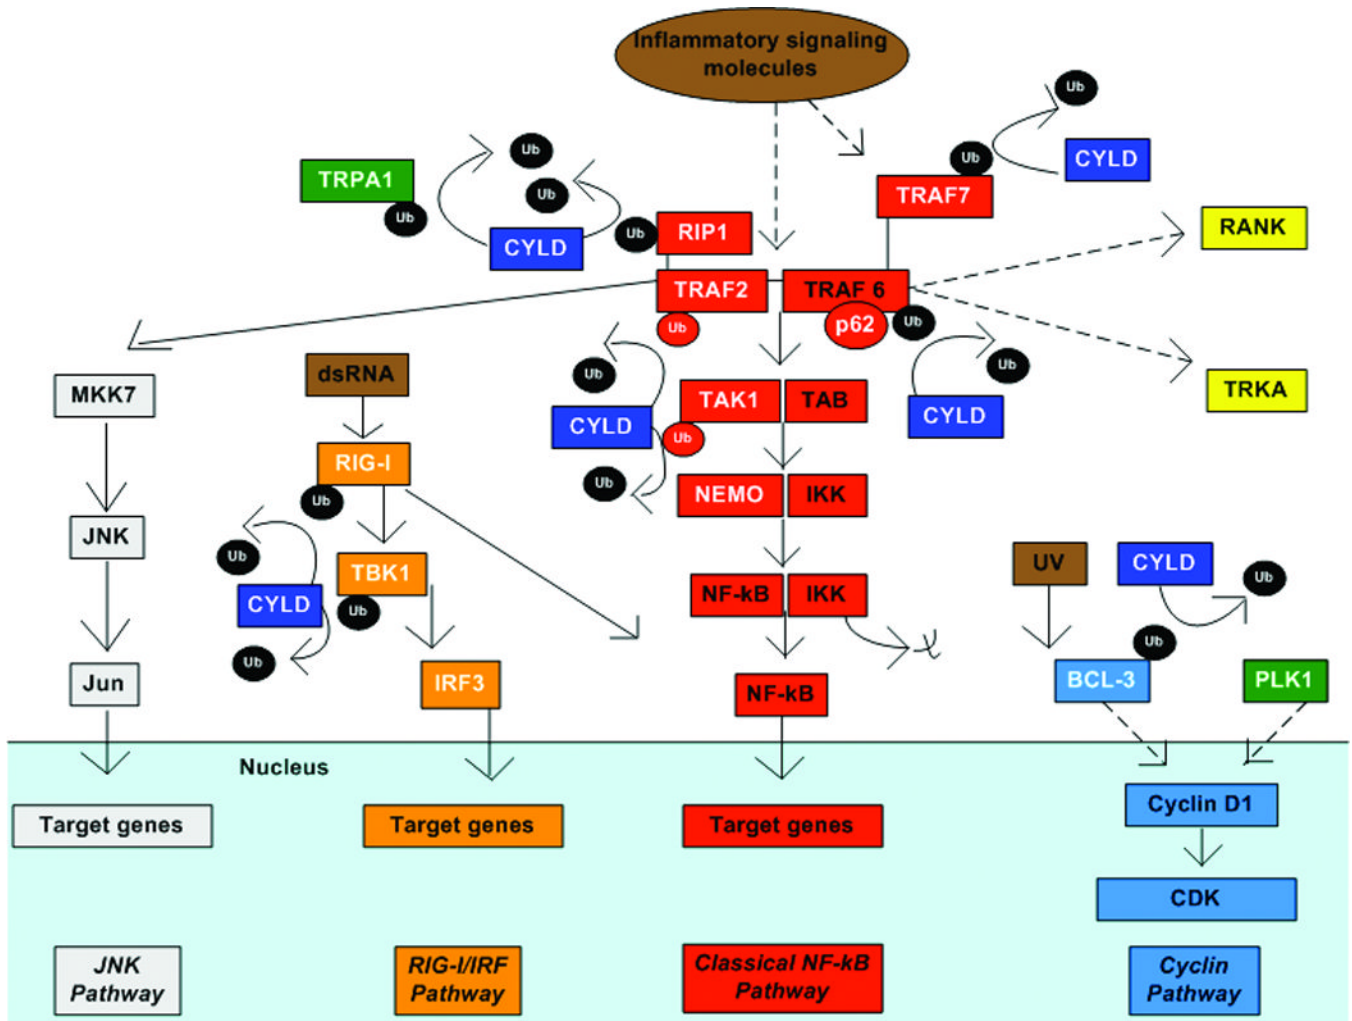 Inflammatory signaling
molecules
Ub
Ub
CYLD
Ub
TRPA1
Ub
TRAF7
Ub
Ub
CYLD
Ub
RIP1
RANK
TRAF2
TRAF 6
Ub
p62
Ub
MKK7
dsRNA
Ub
TAK1
TAB
Ub
TRKA
CYLD
Ub
CYLD
RIG-I
Ub
Ub
NEMO
IKK
JNK
Ub
TBK1
UV
CYLD
Ub
CYLD
Ub
NF-kB
IKK
Ub
Ub
Jun
IRF3
NF-kB
BCL-3
PLK1
Nucleus
Target genes
Target genes
Target genes
Cyclin D1
CDK
JNK
Pathway
RIG-I/IRF
Pathway
Classical NF-kB
Pathway
Cyclin
Pathway